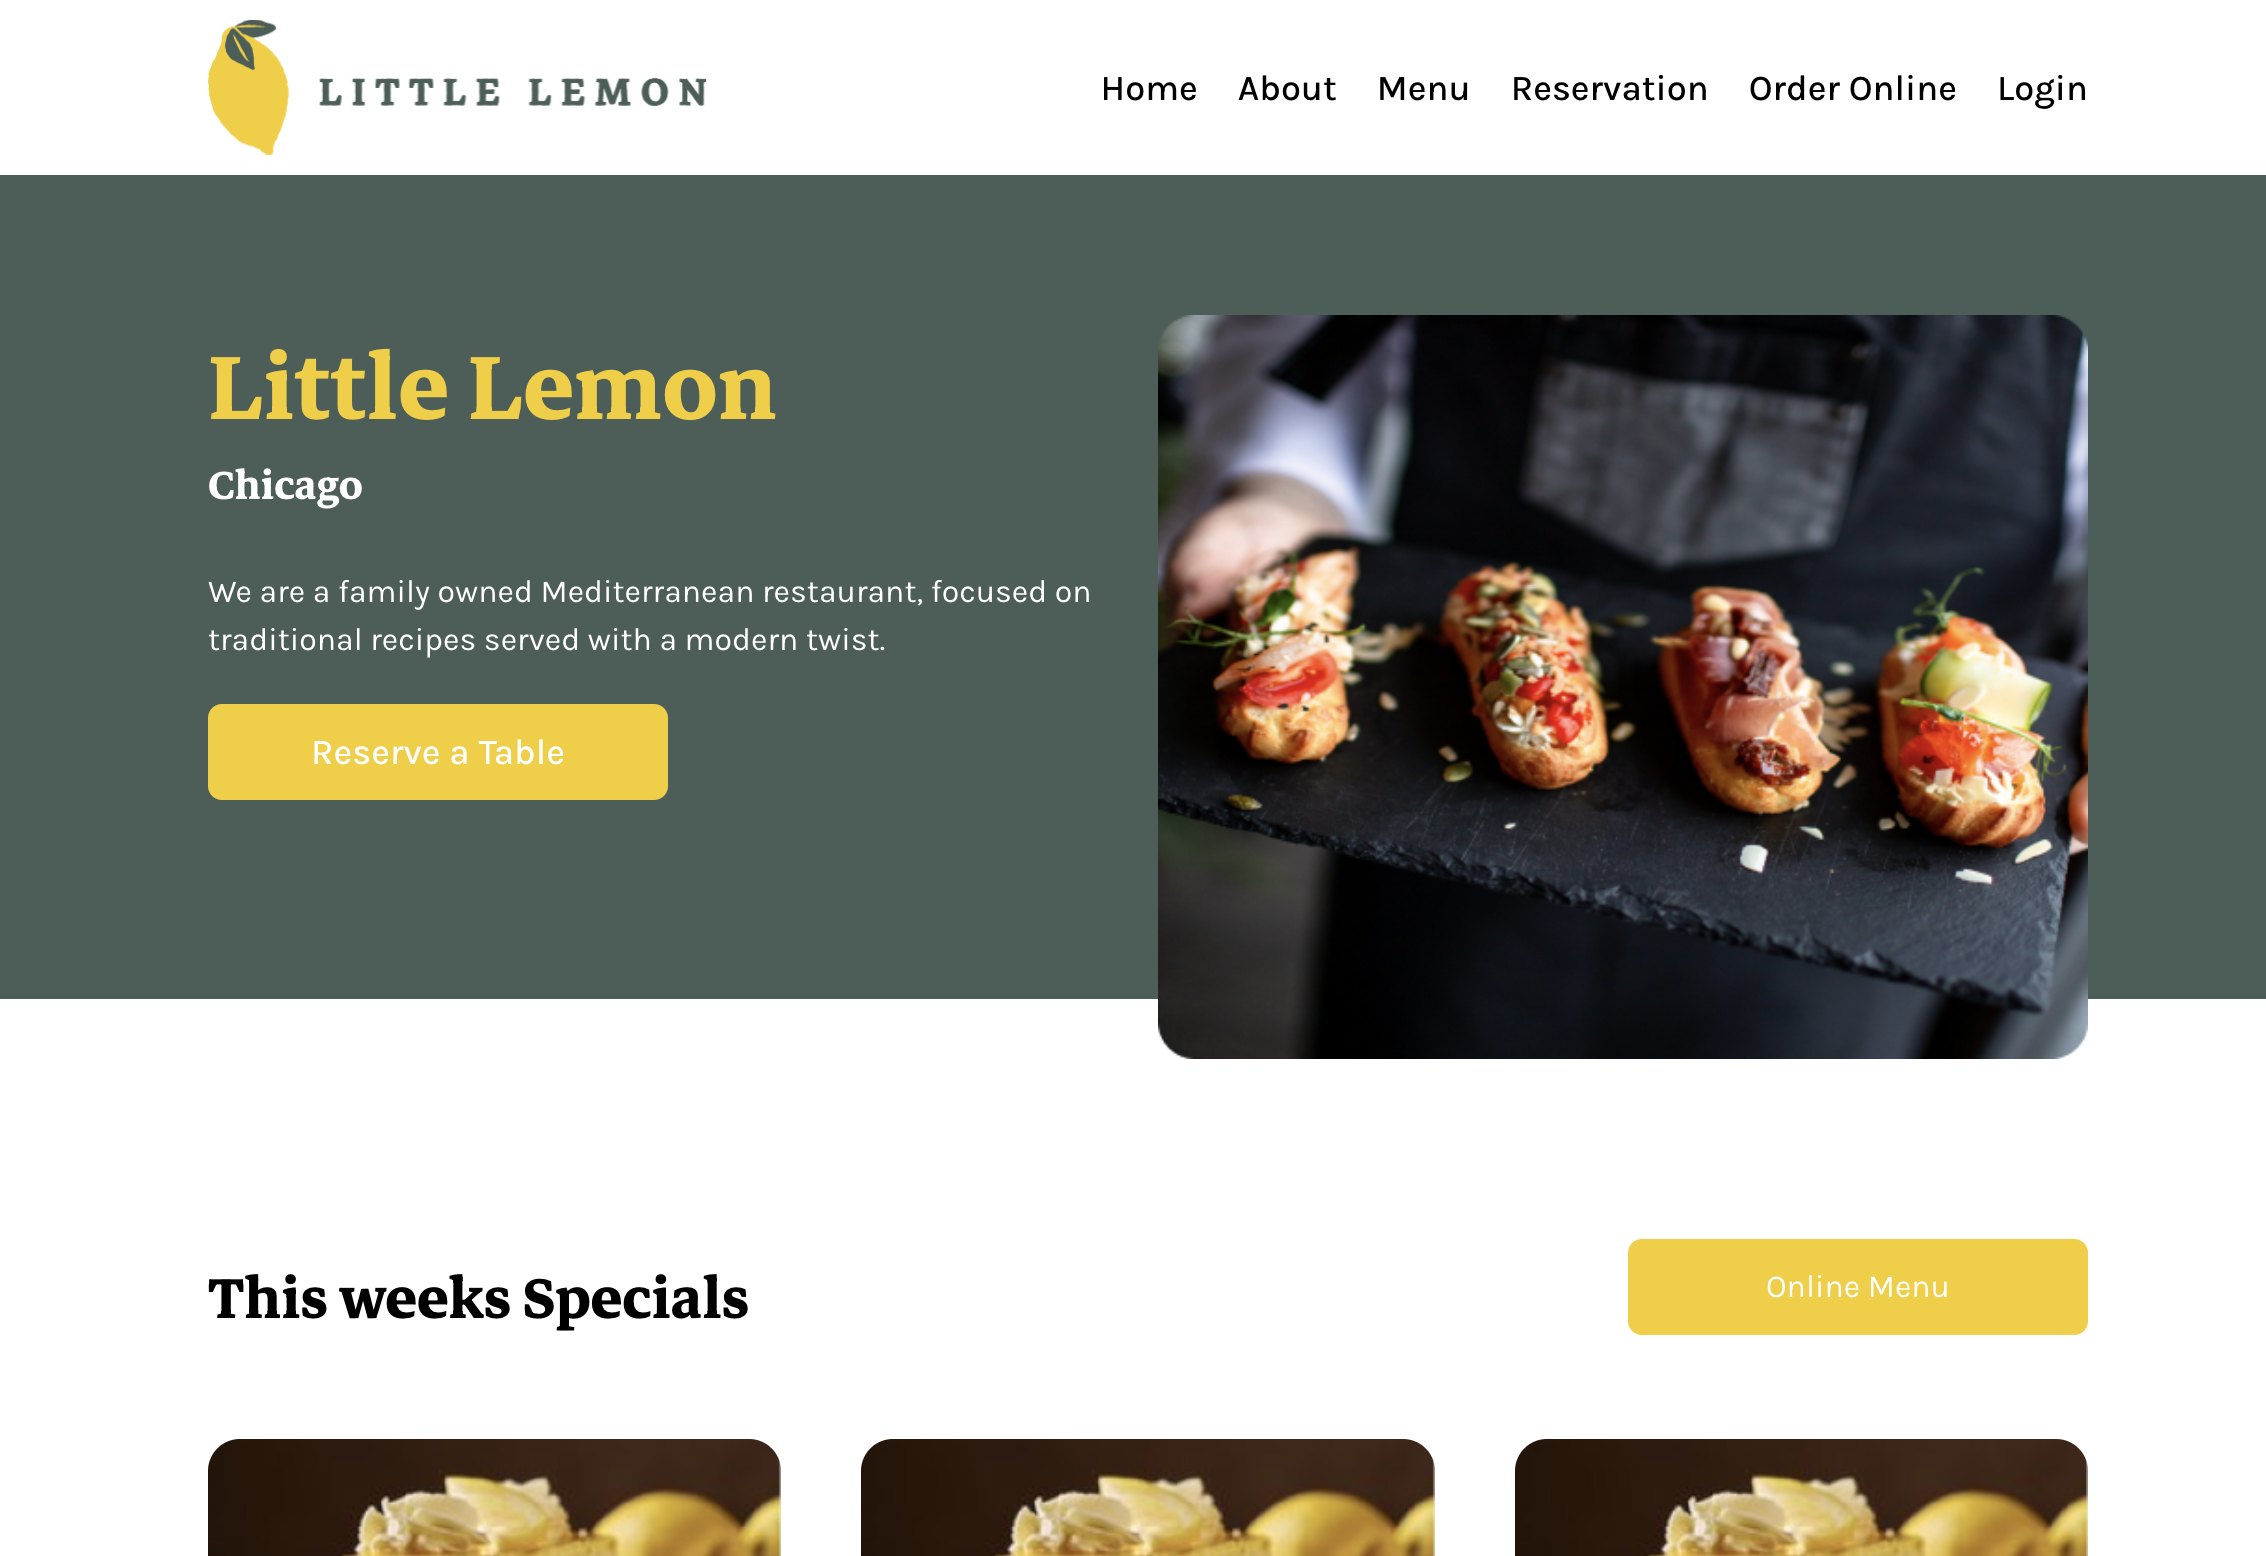 LITTLE LEMON
Home About Menu Reservation Order Online Login
Little Lemon
Chicago
We are a family owned Mediterranean restaurant, focused on
traditional recipes served with a modern twist.
Reserve a Table
This weeks Specials
Online Menu